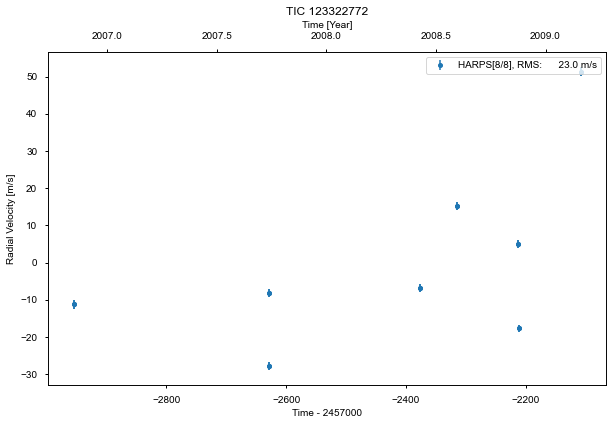 TIC 123322772
Time [Year]
2007.0 2007.5 2008.0 2008.5 2009.0
HARPS[8/8], RMS: 23.0 m/s
Radial Velocity [m/s]
50
40
30
20
10
0
−10
−20
−30
−2800 −2600 −2400 −2200
Time - 2457000